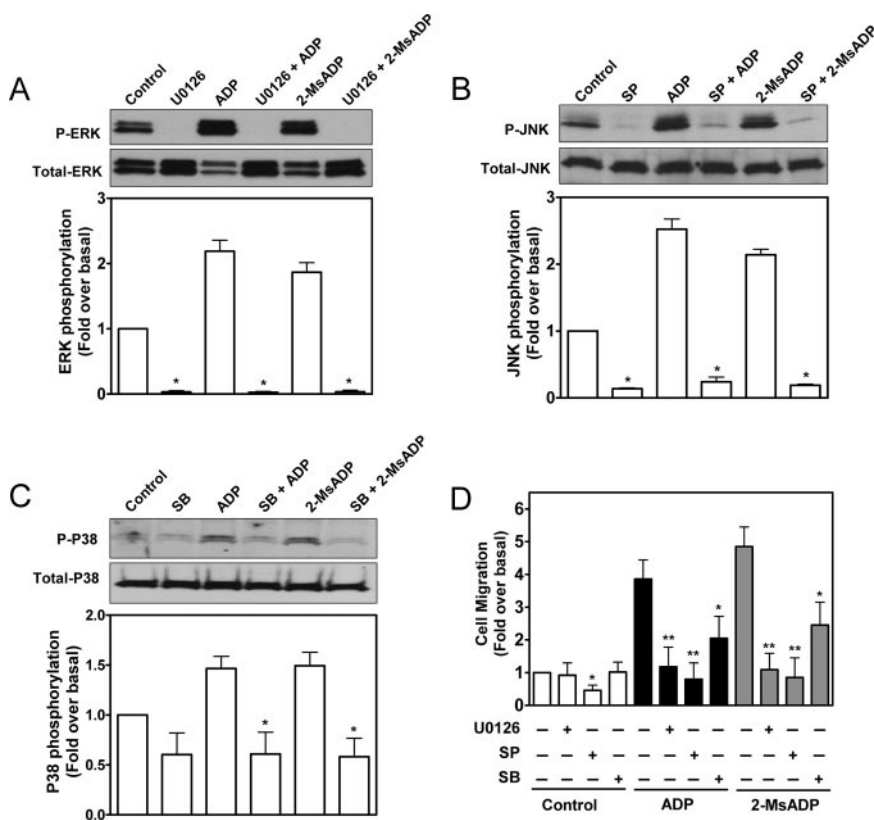 A
Control
U0126
ADP
U0126 + ADP
2-MsADP
U0126 + 2-MsADP
P-ERK
Total-ERK
ERK phosphorylation
(Fold over basal)
3
2
1
0
* * *
B
Control
SP
ADP
SP + ADP
2-MsADP
SP + 2-MsADP
P-JNK
Total-JNK
JNK phosphorylation
(Fold over basal)
3
2
1
0
* * *
C
Control
SB
ADP
SB + ADP
2-MsADP
SB + 2-MsADP
P-P38
Total-P38
P38 phosphorylation
(Fold over basal)
2.0
1.5
1.0
0.5
0.0
* *
D
Cell Migration
(Fold over basal)
6
5
4
3
2
1
0
* ** ** * ** ** *
U0126 – + – – – + – – – + – –
SP – – + – – – + – – – + –
SB – – – + – – – + – – – +
Control ADP 2-MsADP